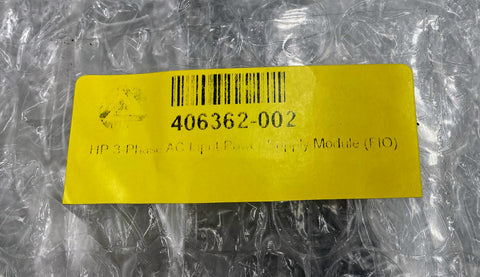 406362-002
HP 3-Phase AC Input Power Supply Module (FIO)